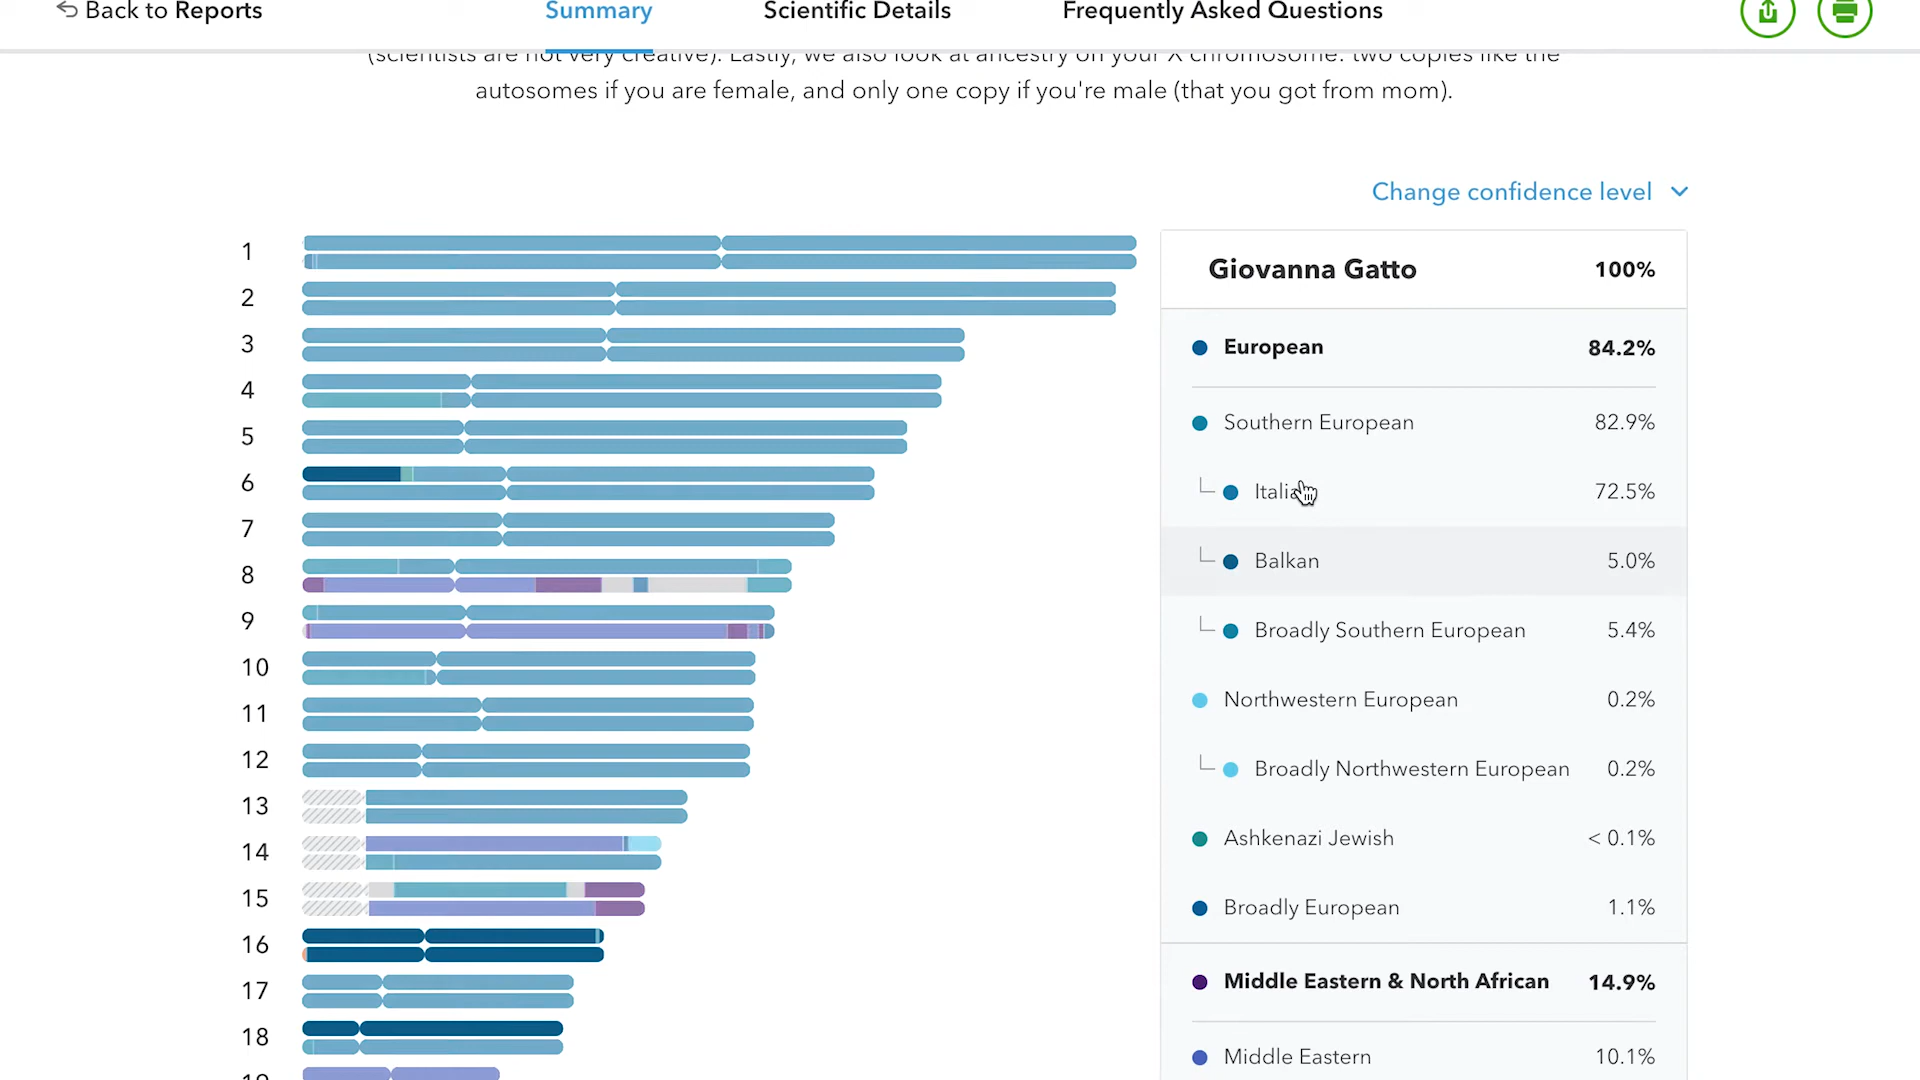 Back to Reports
Summary
Scientific Details
Frequently Asked Questions
(scientists are not very creative). Lastly, we also look at ancestry on your X chromosome: two copies like the
autosomes if you are female, and only one copy if you're male (that you got from mom).
Change confidence level
1
2
3
4
5
6
7
8
9
10
11
12
13
14
15
16
17
18
19
Giovanna Gatto 100%
European 84.2%
Southern European 82.9%
Italian 72.5%
Balkan 5.0%
Broadly Southern European 5.4%
Northwestern European 0.2%
Broadly Northwestern European 0.2%
Ashkenazi Jewish < 0.1%
Broadly European 1.1%
Middle Eastern & North African 14.9%
Middle Eastern 10.1%